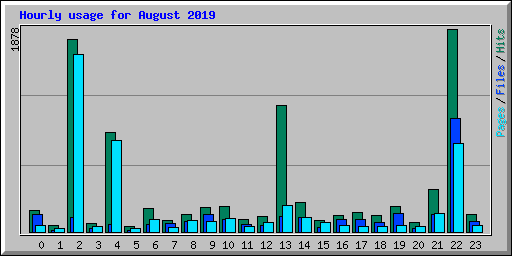 Hourly usage for August 2019
1878
Pages/Files/Hits
0 1 2 3 4 5 6 7 8 9 10 11 12 13 14 15 16 17 18 19 20 21 22 23